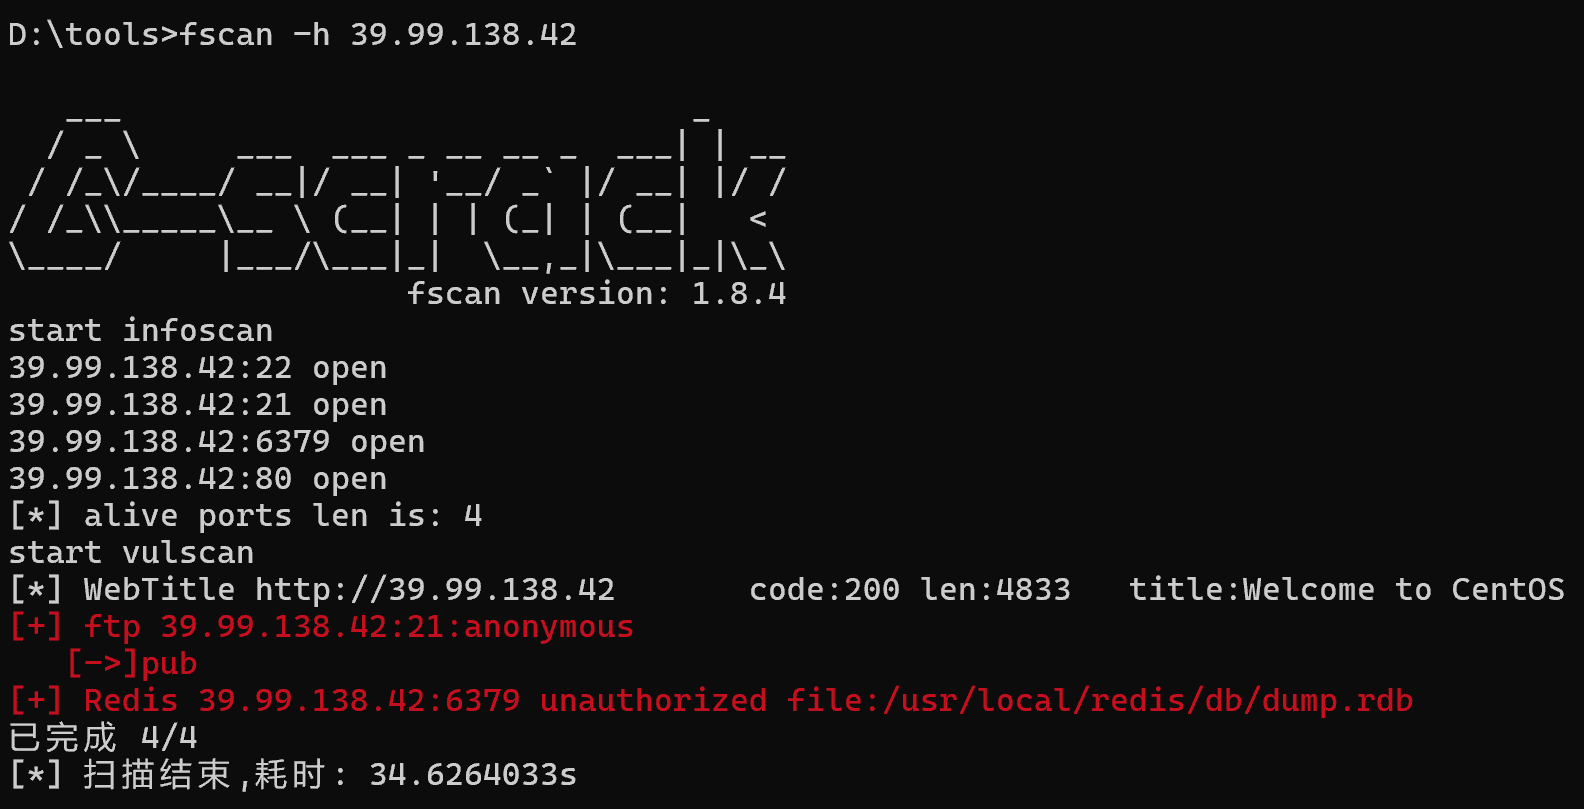 D:\tools>fscan -h 39.99.138.42
   ___                              _
  / _ \     ___  ___ _ __ __ _  ___| | __
 / /_\/____/ __|/ __| '__/ _` |/ __| |/ /
/ /_\\_____\__ \ (__| | | (_| | (__|   <
\____/     |___/\___|_|  \__,_|\___|_|\_\
                     fscan version: 1.8.4
start infoscan
39.99.138.42:22 open
39.99.138.42:21 open
39.99.138.42:6379 open
39.99.138.42:80 open
[*] alive ports len is: 4
start vulscan
[*] WebTitle http://39.99.138.42       code:200 len:4833   title:Welcome to CentOS
[+] ftp 39.99.138.42:21:anonymous
   [->]pub
[+] Redis 39.99.138.42:6379 unauthorized file:/usr/local/redis/db/dump.rdb
已完成 4/4
[*] 扫描结束,耗时: 34.6264033s